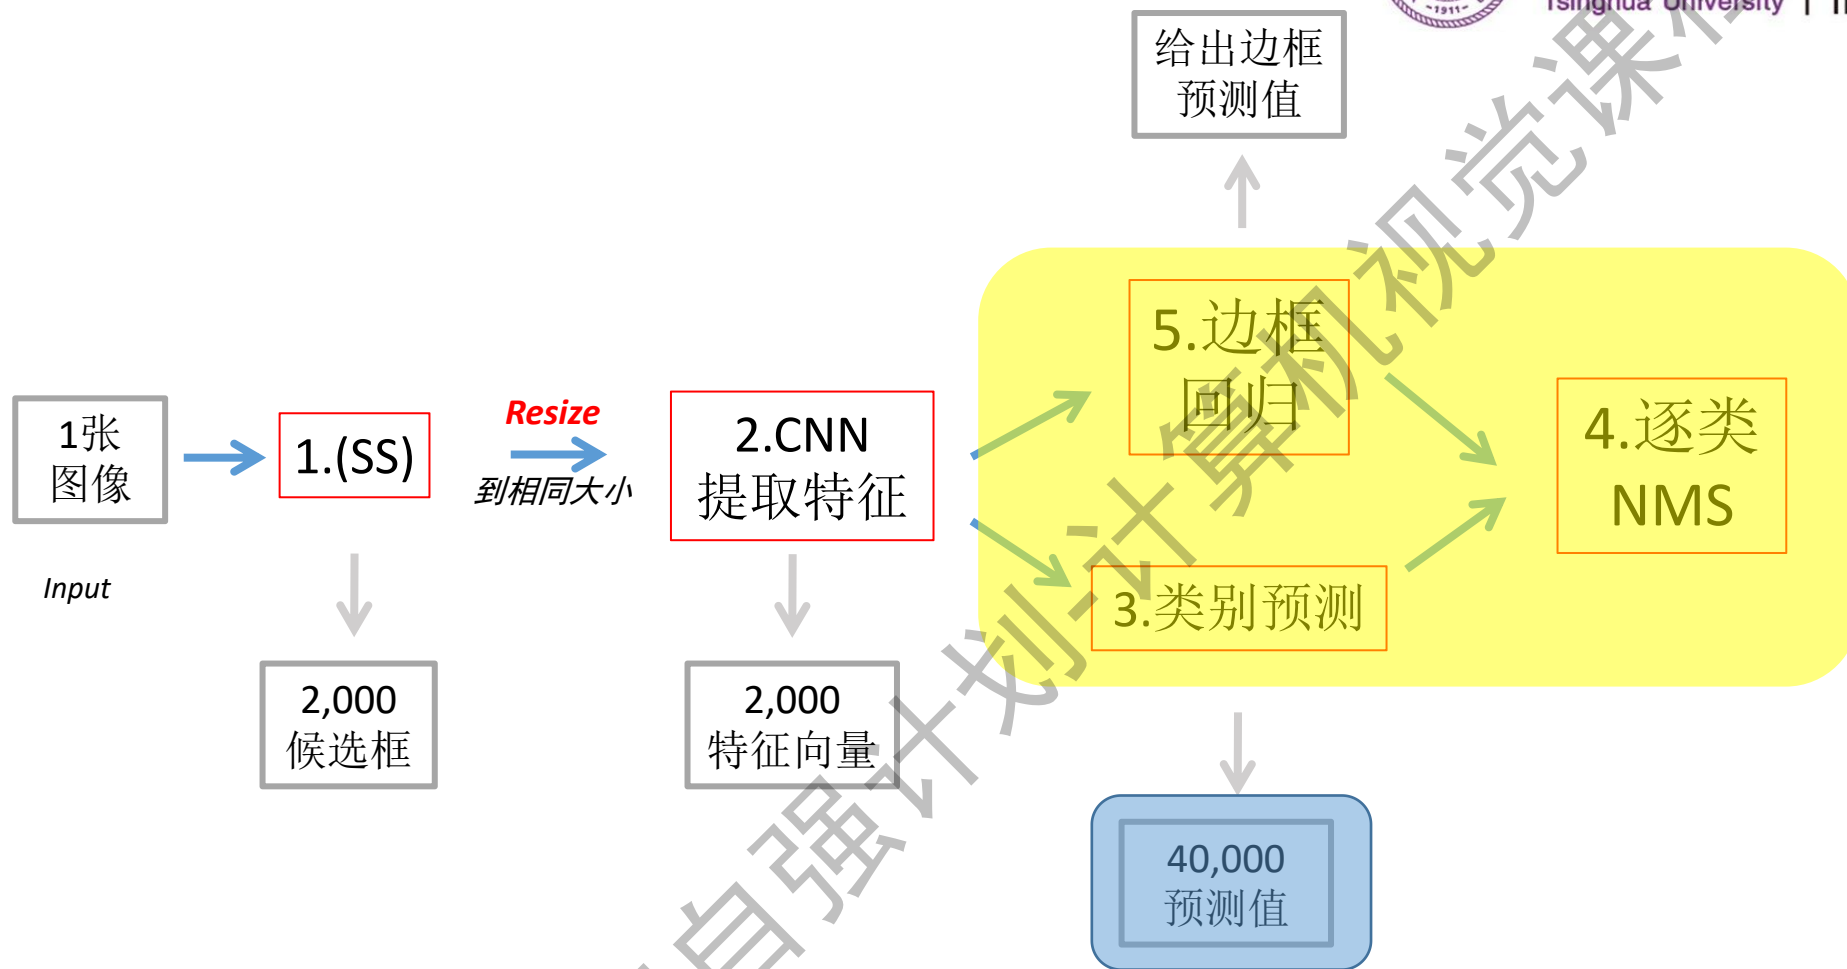 -1911-
Tsinghua University
给出边框
预测值
5.边框
回归
1张
图像
1.(SS)
Resize
到相同大小
2.CNN
提取特征
4.逐类
NMS
Input
3.类别预测
2,000
候选框
2,000
特征向量
40,000
预测值
自强计划-计算机视觉课